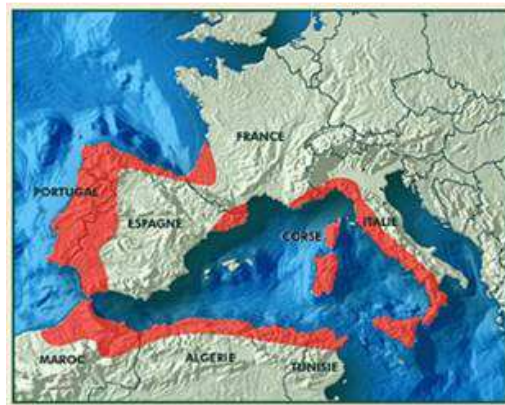 FRANCE
PORTUGAL
ESPAGNE
CORSE
ITALIE
MAROC
ALGERIE
TUNISIE